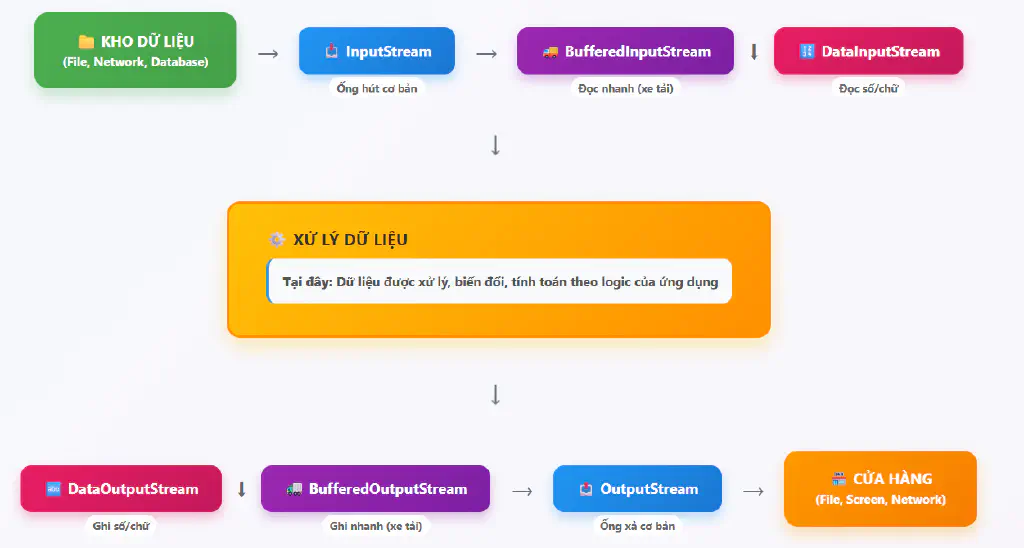 KHO DỮ LIỆU
(File, Network, Database)
InputStream
Ống hút cơ bản
BufferedInputStream
Đọc nhanh (xe tải)
DataInputStream
Đọc số/chữ
XỬ LÝ DỮ LIỆU
Tại đây: Dữ liệu được xử lý, biến đổi, tính toán theo logic của ứng dụng
DataOutputStream
Ghi số/chữ
BufferedOutputStream
Ghi nhanh (xe tải)
OutputStream
Ống xả cơ bản
CỬA HÀNG
(File, Screen, Network)